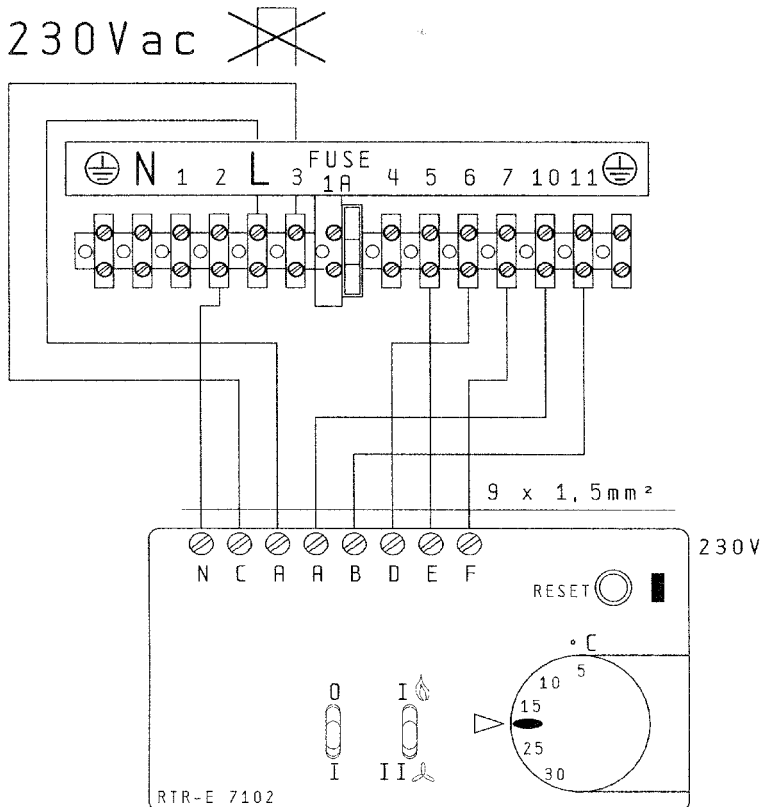 230Vac
FUSE
N 1 2 L 3 1A 4 5 6 7 10 11
9 x 1,5mm²
230V
N C A A B D E F
RESET
°C
5
10
15
25
30
O I
I II
RTR-E 7102